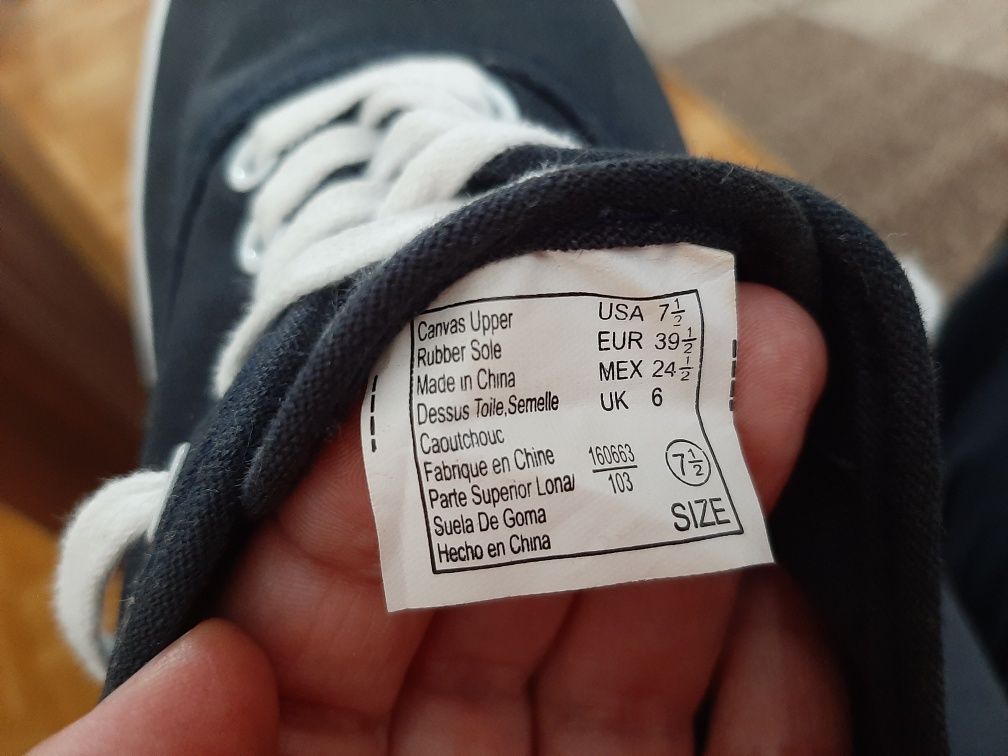 Canvas Upper
Rubber Sole
Made in China
Dessus Toile,Semelle
Caoutchouc
Fabrique en Chine
Parte Superior Lona/
Suela De Goma
Hecho en China
USA 7½
EUR 39½
MEX 24½
UK 6
160663
103
7½
SIZE